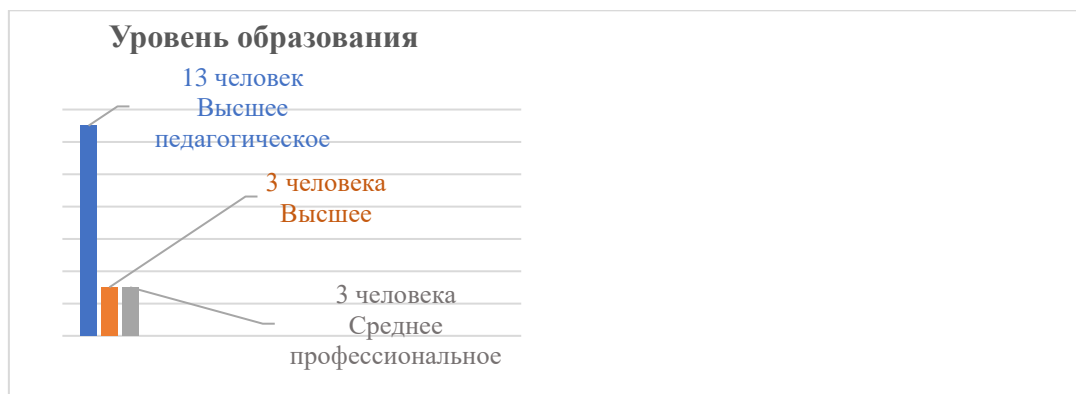 Уровень образования
13 человек
Высшее
педагогическое
3 человека
Высшее
3 человека
Среднее
профессиональное